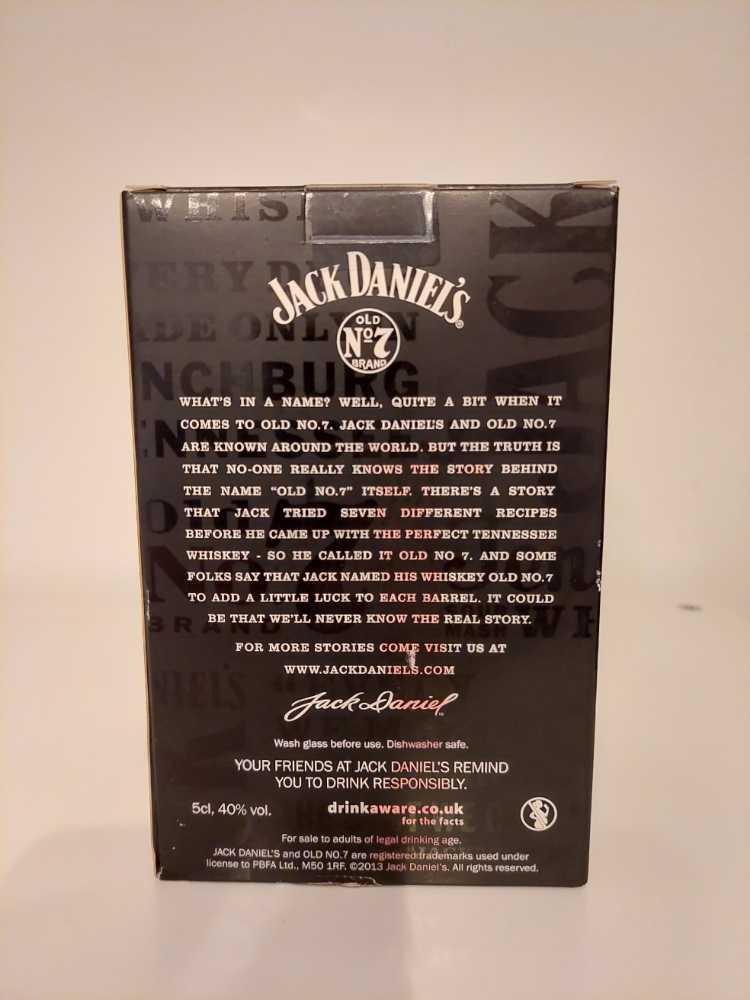 JACK DANIEL'S
OLD
Nº7
BRAND
WHAT'S IN A NAME? WELL, QUITE A BIT WHEN IT
COMES TO OLD NO.7. JACK DANIEL'S AND OLD NO.7
ARE KNOWN AROUND THE WORLD. BUT THE TRUTH IS
THAT NO-ONE REALLY KNOWS THE STORY BEHIND
THE NAME "OLD NO.7" ITSELF. THERE'S A STORY
THAT JACK TRIED SEVEN DIFFERENT RECIPES
BEFORE HE CAME UP WITH THE PERFECT TENNESSEE
WHISKEY - SO HE CALLED IT OLD NO 7. AND SOME
FOLKS SAY THAT JACK NAMED HIS WHISKEY OLD NO.7
TO ADD A LITTLE LUCK TO EACH BARREL. IT COULD
BE THAT WE'LL NEVER KNOW THE REAL STORY.
FOR MORE STORIES COME VISIT US AT
WWW.JACKDANIELS.COM
Jack Daniel
Wash glass before use. Dishwasher safe.
YOUR FRIENDS AT JACK DANIEL'S REMIND
YOU TO DRINK RESPONSIBLY.
5cl, 40% vol.
drinkaware.co.uk
for the facts
For sale to adults of legal drinking age.
JACK DANIEL'S and OLD NO.7 are registered trademarks used under
license to PBFA Ltd., M50 1RF. ©2013 Jack Daniel's. All rights reserved.